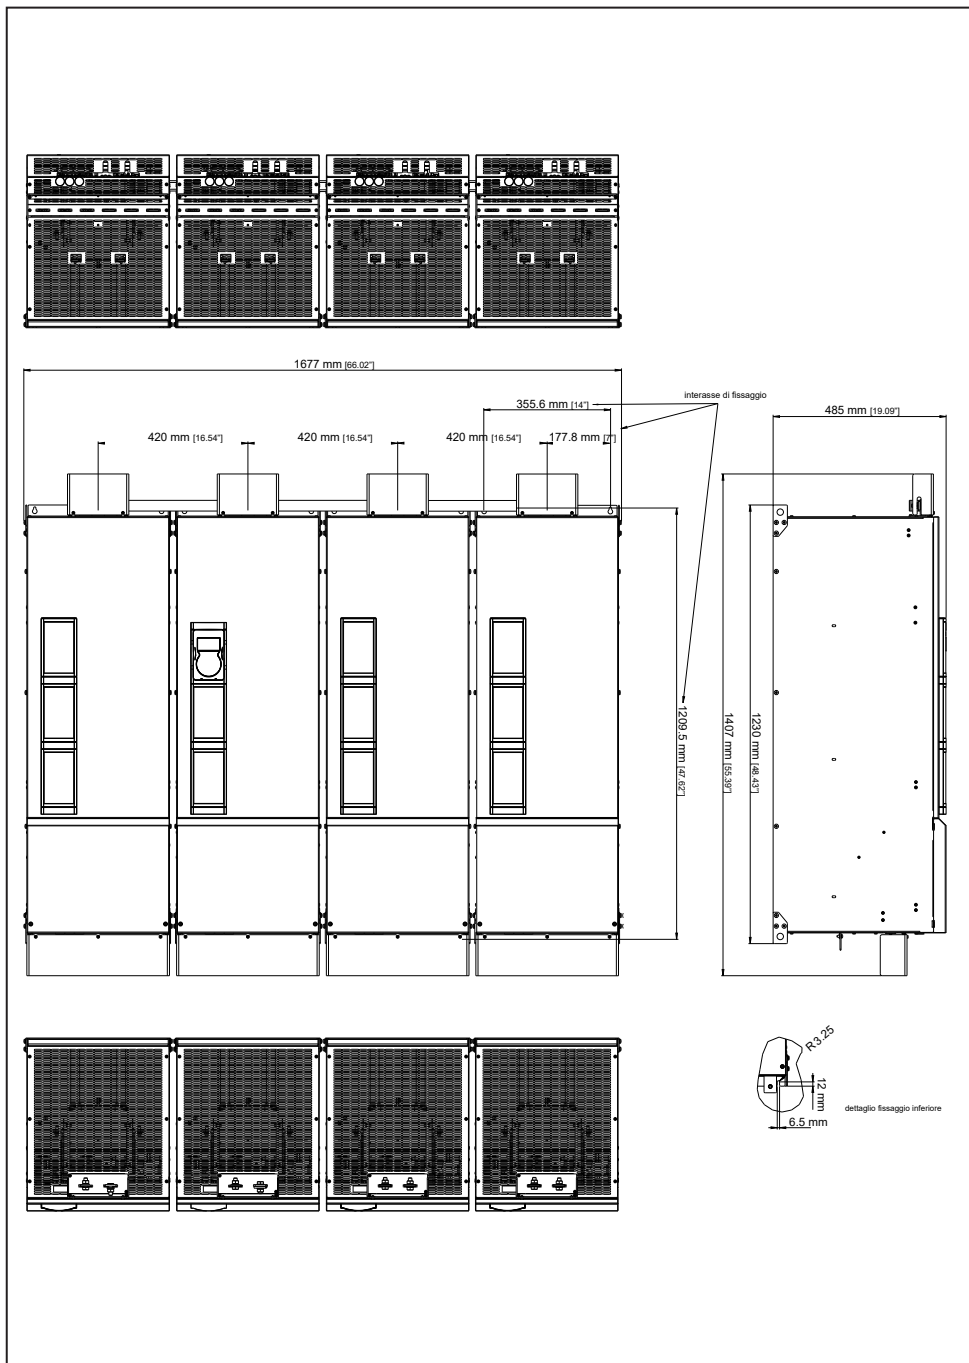 1677 mm [66.02"]
interasse di fissaggio
355.6 mm [14"]
485 mm [19.09"]
420 mm [16.54"]
420 mm [16.54"]
420 mm [16.54"]
177.8 mm [7"]
1209.5 mm [47.62"]
1407 mm [55.39"]
1230 mm [48.43"]
R3.25
12 mm
dettaglio fissaggio inferiore
6.5 mm